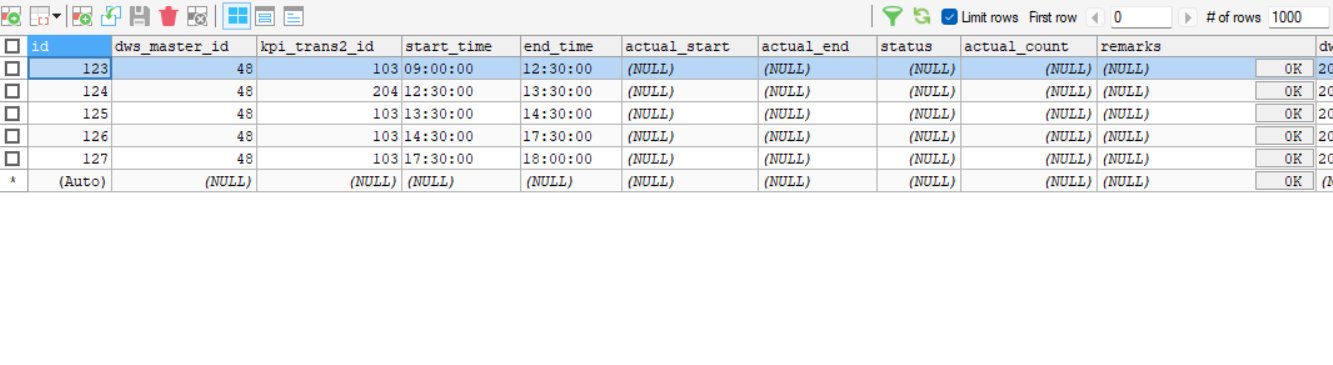 Limit rows First row 0 # of rows 1000
id dws_master_id kpi_trans2_id start_time end_time actual_start actual_end status actual_count remarks dw
123 48 103 09:00:00 12:30:00 (NULL) (NULL) (NULL) (NULL) (NULL) 0K 20
124 48 204 12:30:00 13:30:00 (NULL) (NULL) (NULL) (NULL) (NULL) 0K 20
125 48 103 13:30:00 14:30:00 (NULL) (NULL) (NULL) (NULL) (NULL) 0K 20
126 48 103 14:30:00 17:30:00 (NULL) (NULL) (NULL) (NULL) (NULL) 0K 20
127 48 103 17:30:00 18:00:00 (NULL) (NULL) (NULL) (NULL) (NULL) 0K 20
* (Auto) (NULL) (NULL) (NULL) (NULL) (NULL) (NULL) (NULL) (NULL) (NULL) 0K